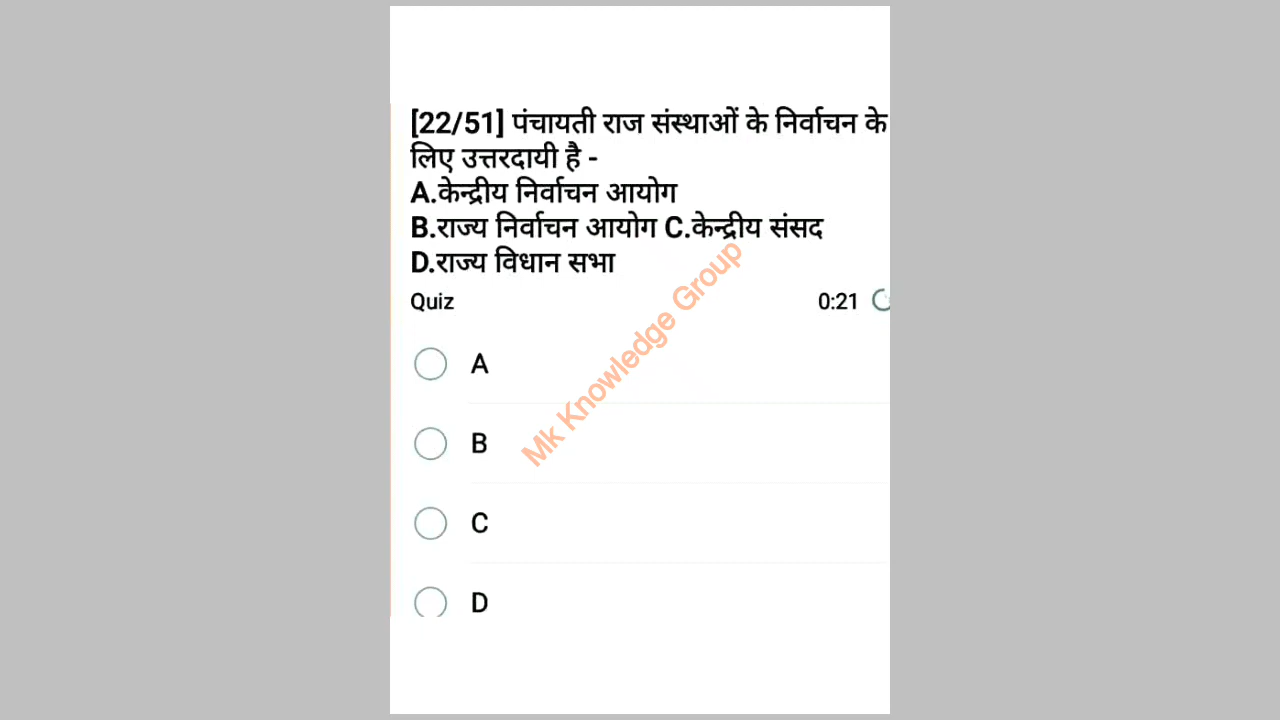 [22/51] पंचायती राज संस्थाओं के निर्वाचन के
लिए उत्तरदायी है -
A.केन्द्रीय निर्वाचन आयोग
B.राज्य निर्वाचन आयोग C.केन्द्रीय संसद
D.राज्य विधान सभा
Quiz 0:21
A
B
C
D
Mk Knowledge Group